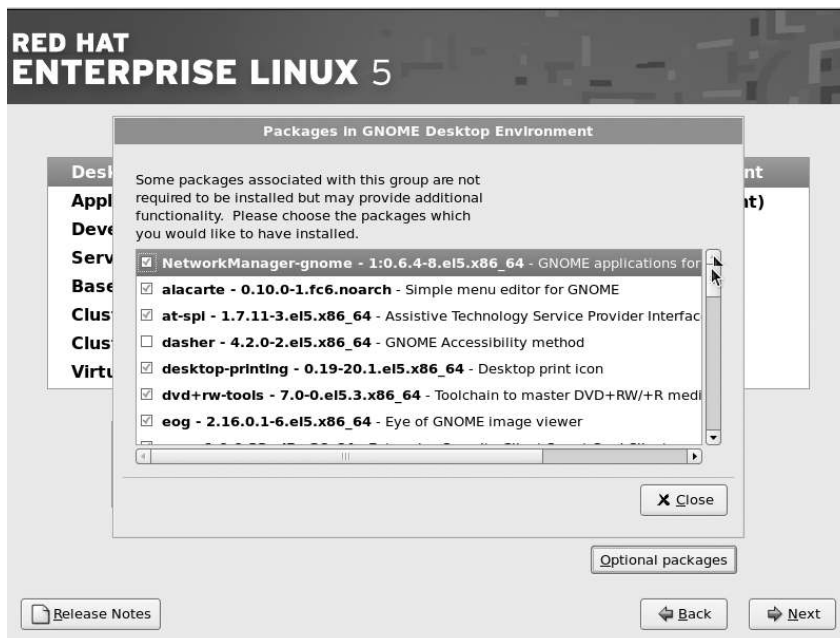 RED HAT
ENTERPRISE LINUX 5
Packages in GNOME Desktop Environment
Desk
nt
Some packages associated with this group are not
required to be installed but may provide additional
functionality. Please choose the packages which
you would like to have installed.
Appl
nt)
Deve
Serv
Base
Clus
Clus
Virtu
NetworkManager-gnome - 1:0.6.4-8.el5.x86_64 - GNOME applications for
alacarte - 0.10.0-1.fc6.noarch - Simple menu editor for GNOME
at-spi - 1.7.11-3.el5.x86_64 - Assistive Technology Service Provider Interfac
dasher - 4.2.0-2.el5.x86_64 - GNOME Accessibility method
desktop-printing - 0.19-20.1.el5.x86_64 - Desktop print icon
dvd+rw-tools - 7.0-0.el5.3.x86_64 - Toolchain to master DVD+RW/+R medi
eog - 2.16.0.1-6.el5.x86_64 - Eye of GNOME image viewer
Close
Optional packages
Release Notes
Back
Next